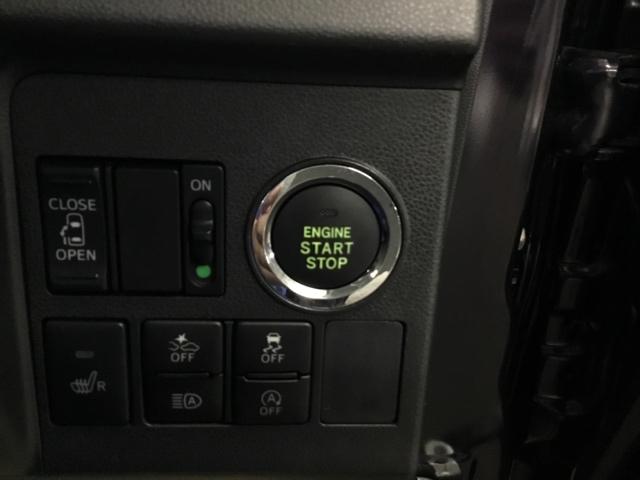 CLOSE
OPEN
ON
ENGINE
START
STOP
R
OFF
OFF
A
A
OFF